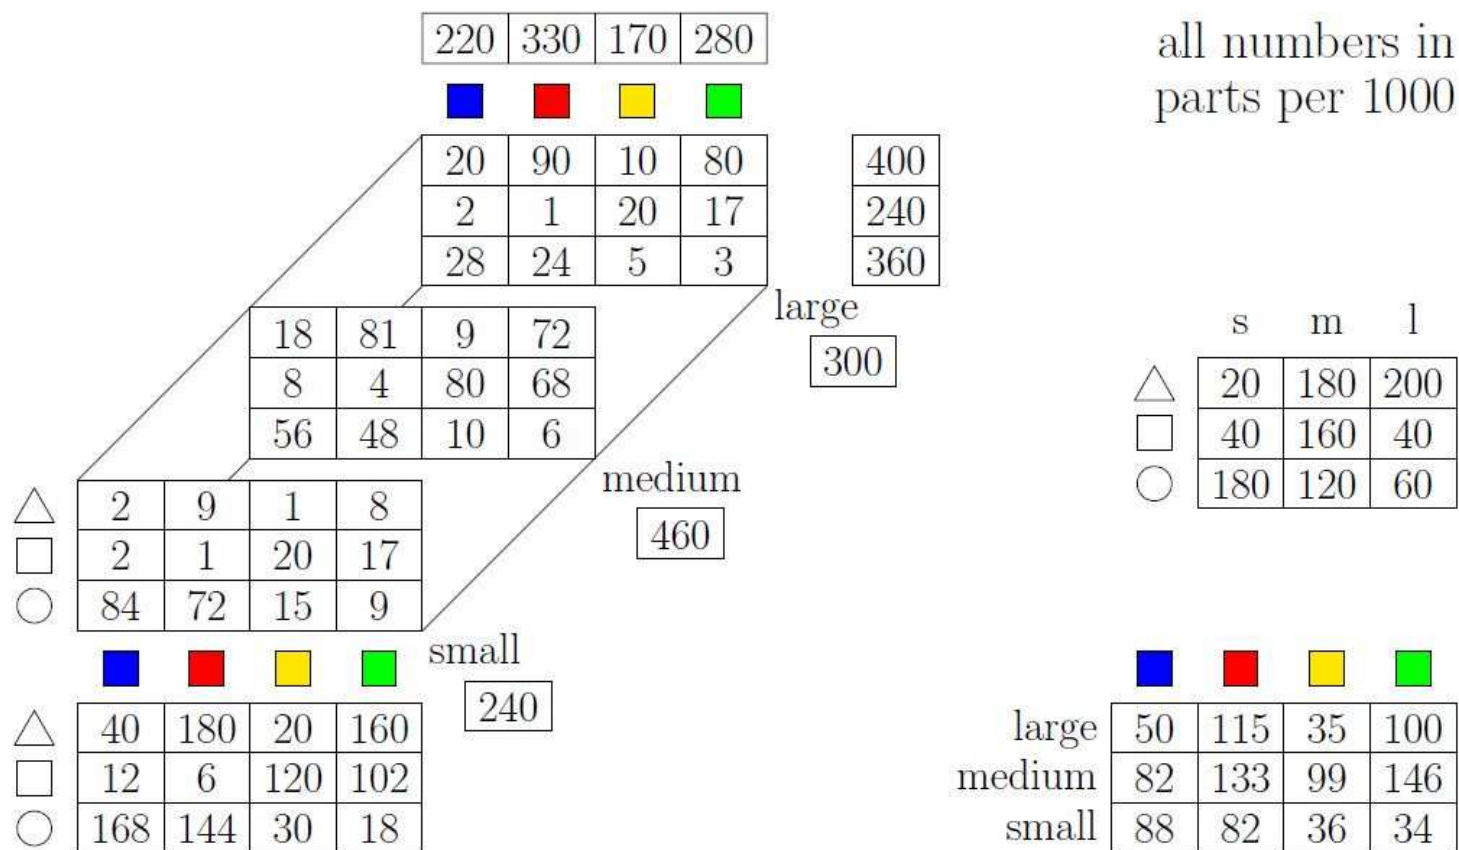 220 330 170 280
all numbers in
parts per 1000
20 90 10 80
2 1 20 17
28 24 5 3
400
240
360
large
300
18 81 9 72
8 4 80 68
56 48 10 6
medium
460
s m l
20 180 200
40 160 40
180 120 60
2 9 1 8
2 1 20 17
84 72 15 9
small
240
40 180 20 160
12 6 120 102
168 144 30 18
large 50 115 35 100
medium 82 133 99 146
small 88 82 36 34